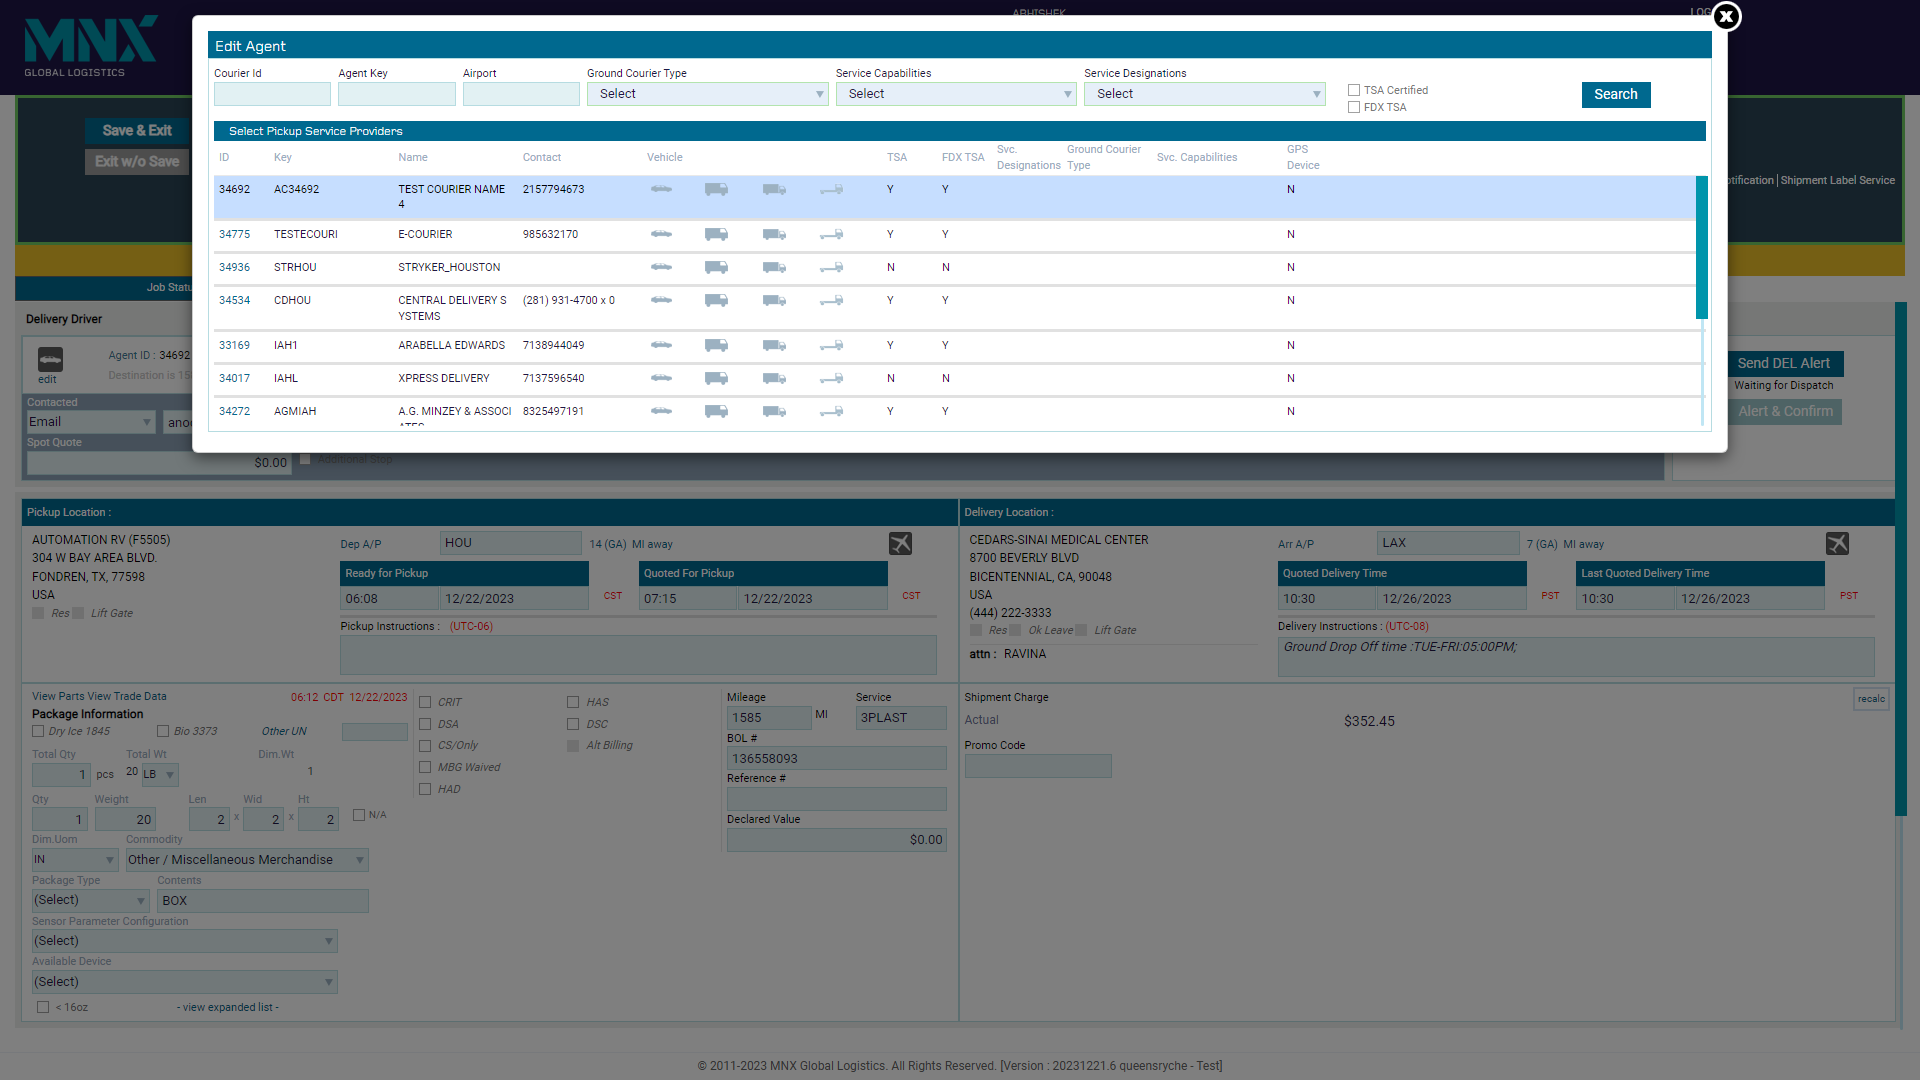 ABHISHEK
MNX
GLOBAL LOGISTICS
Edit Agent
Courier Id
Agent Key
Airport
Ground Courier Type
Service Capabilities
Service Designations
Select
Select
Select
TSA Certified
FDX TSA
Search
Select Pickup Service Providers
ID Key Name Contact Vehicle TSA FDX TSA Svc. Designations Ground Courier Type Svc. Capabilities GPS Device
34692 AC34692 TEST COURIER NAME 2157794673 Y Y N
4
34775 TESTECOURI E-COURIER 985632170 Y Y N
34936 STRHOU STRYKER_HOUSTON N N N
34534 CDHOU CENTRAL DELIVERY S (281) 931-4700 x 0 Y Y N
YSTEMS
33169 IAH1 ARABELLA EDWARDS 7138944049 Y Y N
34017 IAHL XPRESS DELIVERY 7137596540 N N N
34272 AGMIAH A.G. MINZEY & ASSOCI 8325497191 Y Y N
Save & Exit
Exit w/o Save
Shipment Label Service
Delivery Driver
edit
Agent ID : 34692
Contacted
Email
Spot Quote
$0.00
Additional Stop
Send DEL Alert
Waiting for Dispatch
Alert & Confirm
Pickup Location :
AUTOMATION RV (F5505)
304 W BAY AREA BLVD.
FONDREN, TX, 77598
USA
Res Lift Gate
Dep A/P HOU 14 (GA) MI away
Ready for Pickup
06:08 12/22/2023 CST
Quoted For Pickup
07:15 12/22/2023 CST
Pickup Instructions : (UTC-06)
Delivery Location :
CEDARS-SINAI MEDICAL CENTER
8700 BEVERLY BLVD
BICENTENNIAL, CA, 90048
USA
(444) 222-3333
Res Ok Leave Lift Gate
attn : RAVINA
Arr A/P LAX 7 (GA) MI away
Quoted Delivery Time
10:30 12/26/2023 PST
Last Quoted Delivery Time
10:30 12/26/2023 PST
Delivery Instructions : (UTC-08)
Ground Drop Off time :TUE-FRI:05:00PM;
View Parts View Trade Data 06:12 CDT 12/22/2023
Package Information
Dry Ice 1845 Bio 3373 Other UN
Total Qty Total Wt Dim.Wt
1 pcs 20 LB 1
Qty Weight Len Wid Ht
1 20 2 x 2 x 2 N/A
Dim.Uom Commodity
IN Other / Miscellaneous Merchandise
Package Type Contents
(Select) BOX
Sensor Parameter Configuration
(Select)
Available Device
(Select)
< 16oz - view expanded list -
CRIT HAS
DSA DSC
CS/Only Alt Billing
MBG Waived
HAD
Mileage Service
1585 MI 3PLAST
BOL #
136558093
Reference #
Declared Value
$0.00
Shipment Charge
recalc
Actual $352.45
Promo Code
© 2011-2023 MNX Global Logistics. All Rights Reserved. [Version : 20231221.6 queensryche - Test]